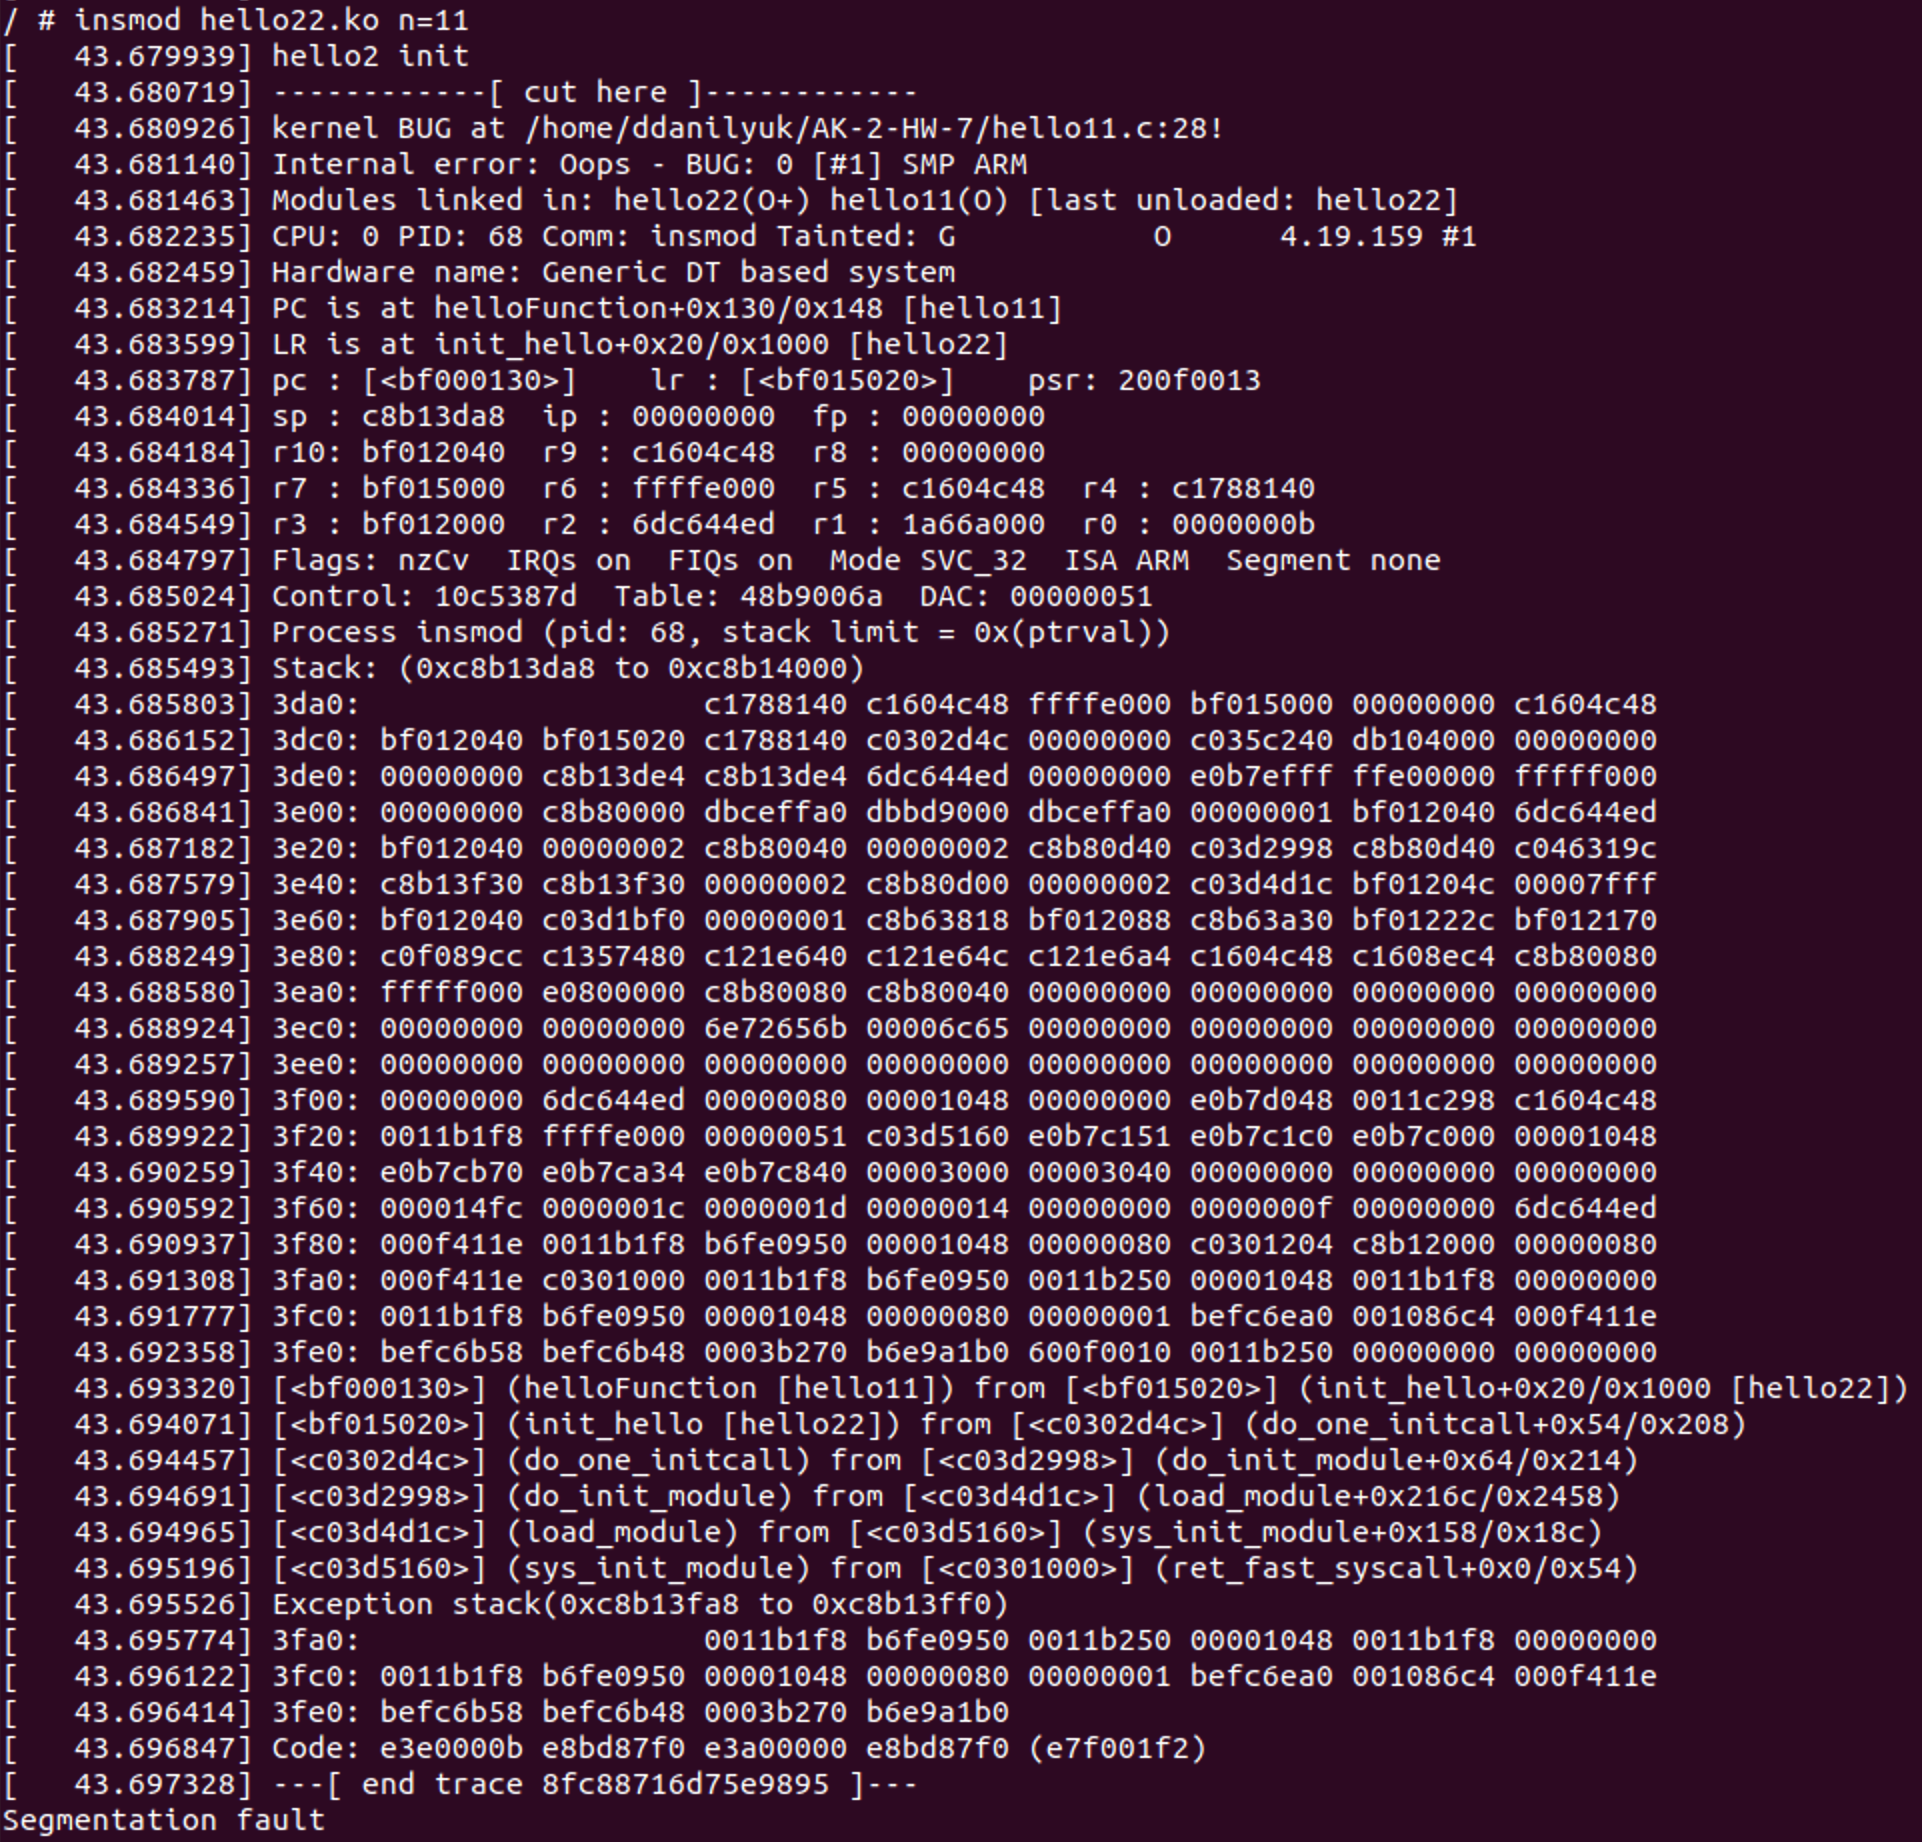 / # insmod hello22.ko n=11
[   43.679939] hello2 init
[   43.680719] ------------[ cut here ]------------
[   43.680926] kernel BUG at /home/ddanilyuk/AK-2-HW-7/hello11.c:28!
[   43.681140] Internal error: Oops - BUG: 0 [#1] SMP ARM
[   43.681463] Modules linked in: hello22(O+) hello11(O) [last unloaded: hello22]
[   43.682235] CPU: 0 PID: 68 Comm: insmod Tainted: G           O      4.19.159 #1
[   43.682459] Hardware name: Generic DT based system
[   43.683214] PC is at helloFunction+0x130/0x148 [hello11]
[   43.683599] LR is at init_hello+0x20/0x1000 [hello22]
[   43.683787] pc : [<bf000130>]    lr : [<bf015020>]    psr: 200f0013
[   43.684014] sp : c8b13da8  ip : 00000000  fp : 00000000
[   43.684184] r10: bf012040  r9 : c1604c48  r8 : 00000000
[   43.684336] r7 : bf015000  r6 : ffffe000  r5 : c1604c48  r4 : c1788140
[   43.684549] r3 : bf012000  r2 : 6dc644ed  r1 : 1a66a000  r0 : 0000000b
[   43.684797] Flags: nzCv  IRQs on  FIQs on  Mode SVC_32  ISA ARM  Segment none
[   43.685024] Control: 10c5387d  Table: 48b9006a  DAC: 00000051
[   43.685271] Process insmod (pid: 68, stack limit = 0x(ptrval))
[   43.685493] Stack: (0xc8b13da8 to 0xc8b14000)
[   43.685803] 3da0:                   c1788140 c1604c48 ffffe000 bf015000 00000000 c1604c48
[   43.686152] 3dc0: bf012040 bf015020 c1788140 c0302d4c 00000000 c035c240 db104000 00000000
[   43.686497] 3de0: 00000000 c8b13de4 c8b13de4 6dc644ed 00000000 e0b7efff ffe00000 fffff000
[   43.686841] 3e00: 00000000 c8b80000 dbceffa0 dbbd9000 dbceffa0 00000001 bf012040 6dc644ed
[   43.687182] 3e20: bf012040 00000002 c8b80040 00000002 c8b80d40 c03d2998 c8b80d40 c046319c
[   43.687579] 3e40: c8b13f30 c8b13f30 00000002 c8b80d00 00000002 c03d4d1c bf01204c 00007fff
[   43.687905] 3e60: bf012040 c03d1bf0 00000001 c8b63818 bf012088 c8b63a30 bf01222c bf012170
[   43.688249] 3e80: c0f089cc c1357480 c121e640 c121e64c c121e6a4 c1604c48 c1608ec4 c8b80080
[   43.688580] 3ea0: fffff000 e0800000 c8b80080 c8b80040 00000000 00000000 00000000 00000000
[   43.688924] 3ec0: 00000000 00000000 6e72656b 00006c65 00000000 00000000 00000000 00000000
[   43.689257] 3ee0: 00000000 00000000 00000000 00000000 00000000 00000000 00000000 00000000
[   43.689590] 3f00: 00000000 6dc644ed 00000080 00001048 00000000 e0b7d048 0011c298 c1604c48
[   43.689922] 3f20: 0011b1f8 ffffe000 00000051 c03d5160 e0b7c151 e0b7c1c0 e0b7c000 00001048
[   43.690259] 3f40: e0b7cb70 e0b7ca34 e0b7c840 00003000 00003040 00000000 00000000 00000000
[   43.690592] 3f60: 000014fc 0000001c 0000001d 00000014 00000000 0000000f 00000000 6dc644ed
[   43.690937] 3f80: 000f411e 0011b1f8 b6fe0950 00001048 00000080 c0301204 c8b12000 00000080
[   43.691308] 3fa0: 000f411e c0301000 0011b1f8 b6fe0950 0011b250 00001048 0011b1f8 00000000
[   43.691777] 3fc0: 0011b1f8 b6fe0950 00001048 00000080 00000001 befc6ea0 001086c4 000f411e
[   43.692358] 3fe0: befc6b58 befc6b48 0003b270 b6e9a1b0 600f0010 0011b250 00000000 00000000
[   43.693320] [<bf000130>] (helloFunction [hello11]) from [<bf015020>] (init_hello+0x20/0x1000 [hello22])
[   43.694071] [<bf015020>] (init_hello [hello22]) from [<c0302d4c>] (do_one_initcall+0x54/0x208)
[   43.694457] [<c0302d4c>] (do_one_initcall) from [<c03d2998>] (do_init_module+0x64/0x214)
[   43.694691] [<c03d2998>] (do_init_module) from [<c03d4d1c>] (load_module+0x216c/0x2458)
[   43.694965] [<c03d4d1c>] (load_module) from [<c03d5160>] (sys_init_module+0x158/0x18c)
[   43.695196] [<c03d5160>] (sys_init_module) from [<c0301000>] (ret_fast_syscall+0x0/0x54)
[   43.695526] Exception stack(0xc8b13fa8 to 0xc8b13ff0)
[   43.695774] 3fa0:                   0011b1f8 b6fe0950 0011b250 00001048 0011b1f8 00000000
[   43.696122] 3fc0: 0011b1f8 b6fe0950 00001048 00000080 00000001 befc6ea0 001086c4 000f411e
[   43.696414] 3fe0: befc6b58 befc6b48 0003b270 b6e9a1b0
[   43.696847] Code: e3e0000b e8bd87f0 e3a00000 e8bd87f0 (e7f001f2)
[   43.697328] ---[ end trace 8fc88716d75e9895 ]---
Segmentation fault